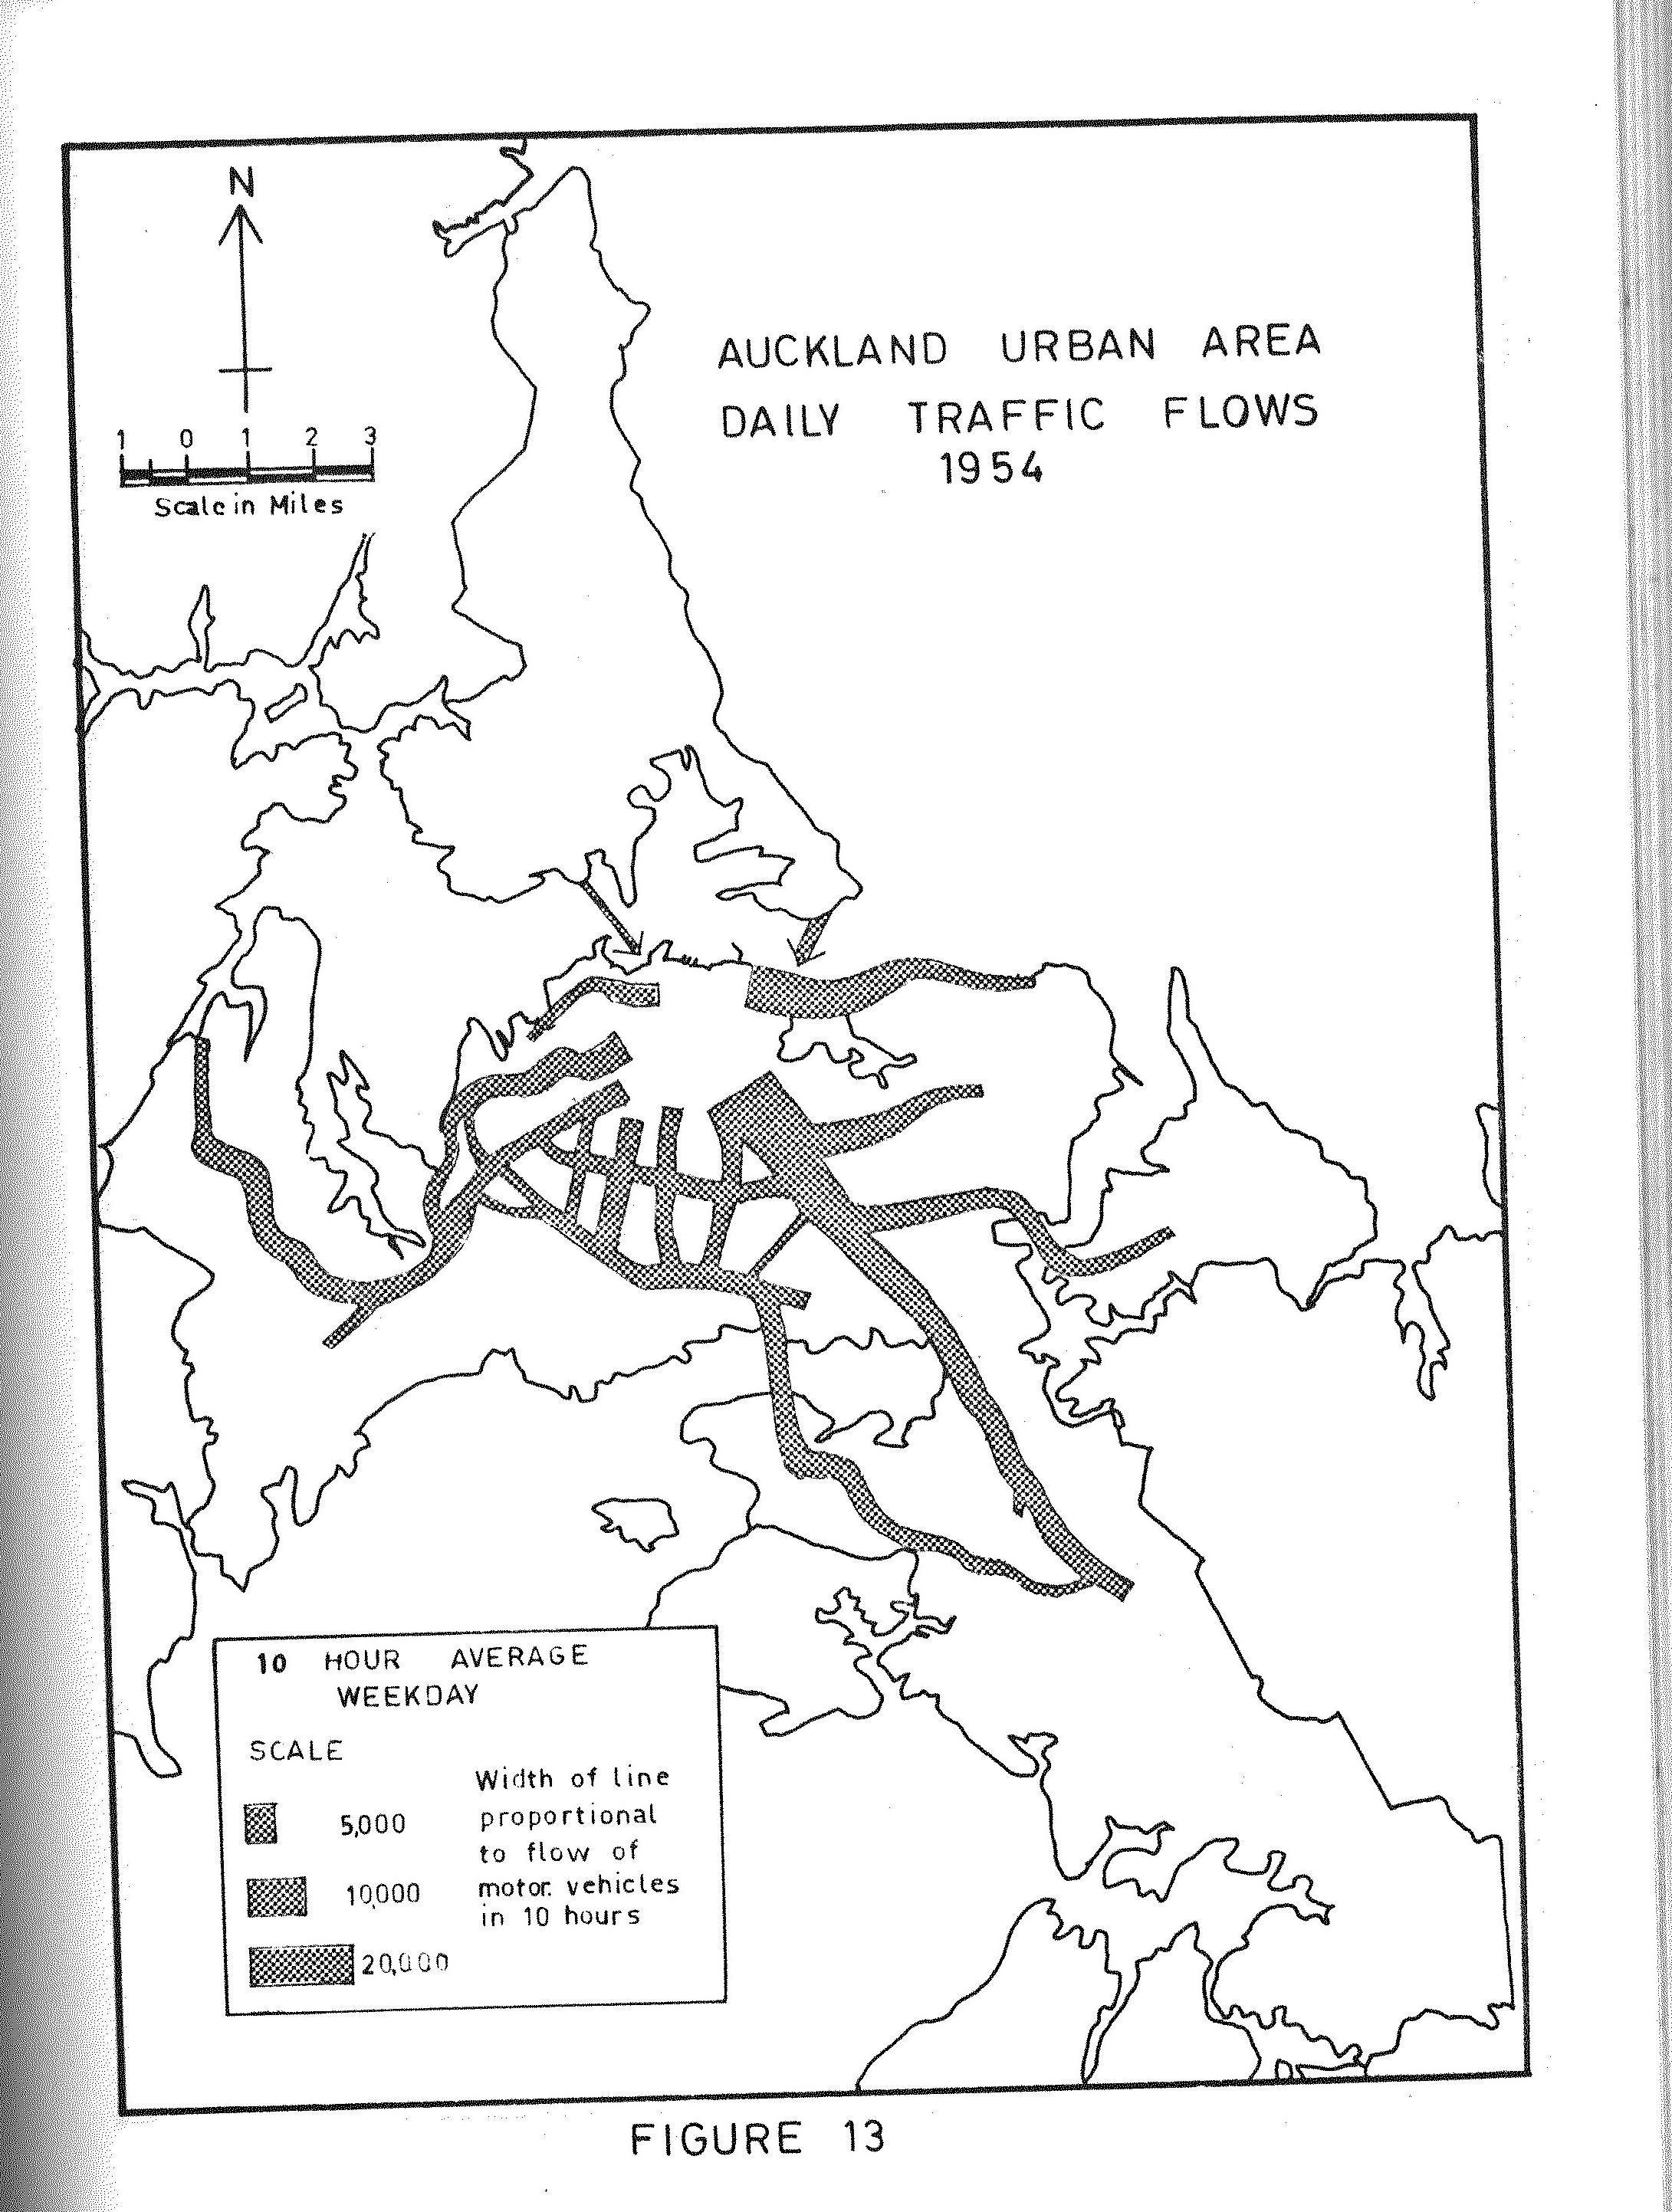 N
1 0 1 2 3
Scale in Miles
AUCKLAND URBAN AREA
DAILY TRAFFIC FLOWS
1954
10 HOUR AVERAGE
WEEKDAY
SCALE
5,000
10,000
20,000
Width of line
proportional
to flow of
motor. vehicles
in 10 hours
FIGURE 13